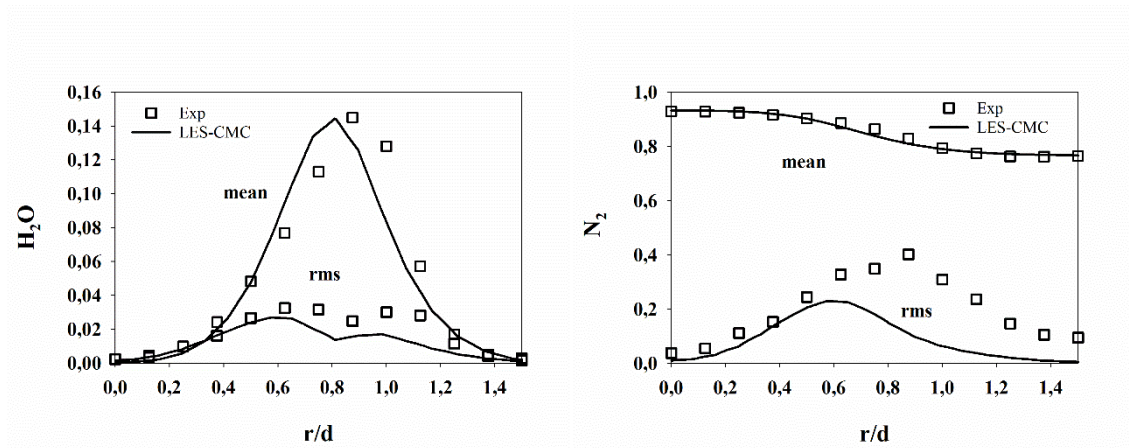 0,16
0,14
0,12
0,10
0,08
0,06
0,04
0,02
0,00
H₂O
Exp
LES-CMC
mean
rms
0,0 0,2 0,4 0,6 0,8 1,0 1,2 1,4
r/d
1,0
0,8
0,6
0,4
0,2
0,0
N₂
Exp
LES-CMC
mean
rms
0,0 0,2 0,4 0,6 0,8 1,0 1,2 1,4
r/d